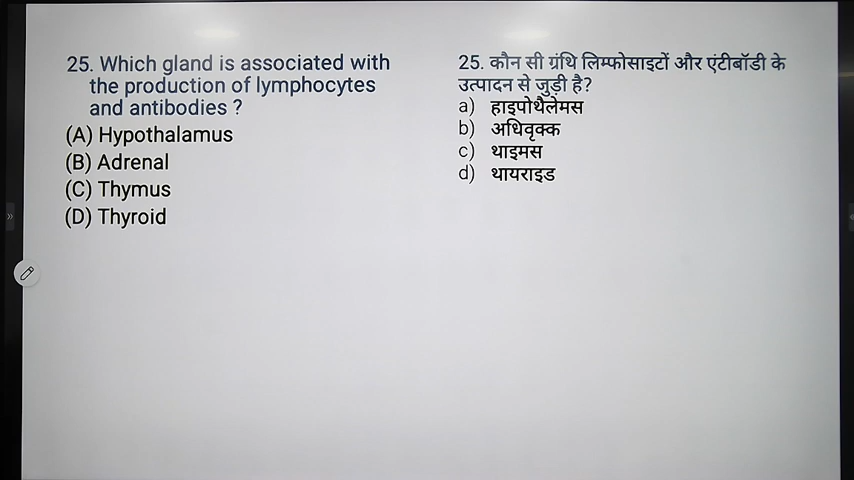 25. Which gland is associated with
the production of lymphocytes
and antibodies ?
(A) Hypothalamus
(B) Adrenal
(C) Thymus
(D) Thyroid
25. कौन सी ग्रंथि लिम्फोसाइटों और एंटीबॉडी के
उत्पादन से जुड़ी है?
a) हाइपोथैलेमस
b) अधिवृक्क
c) थाइमस
d) थायराइड